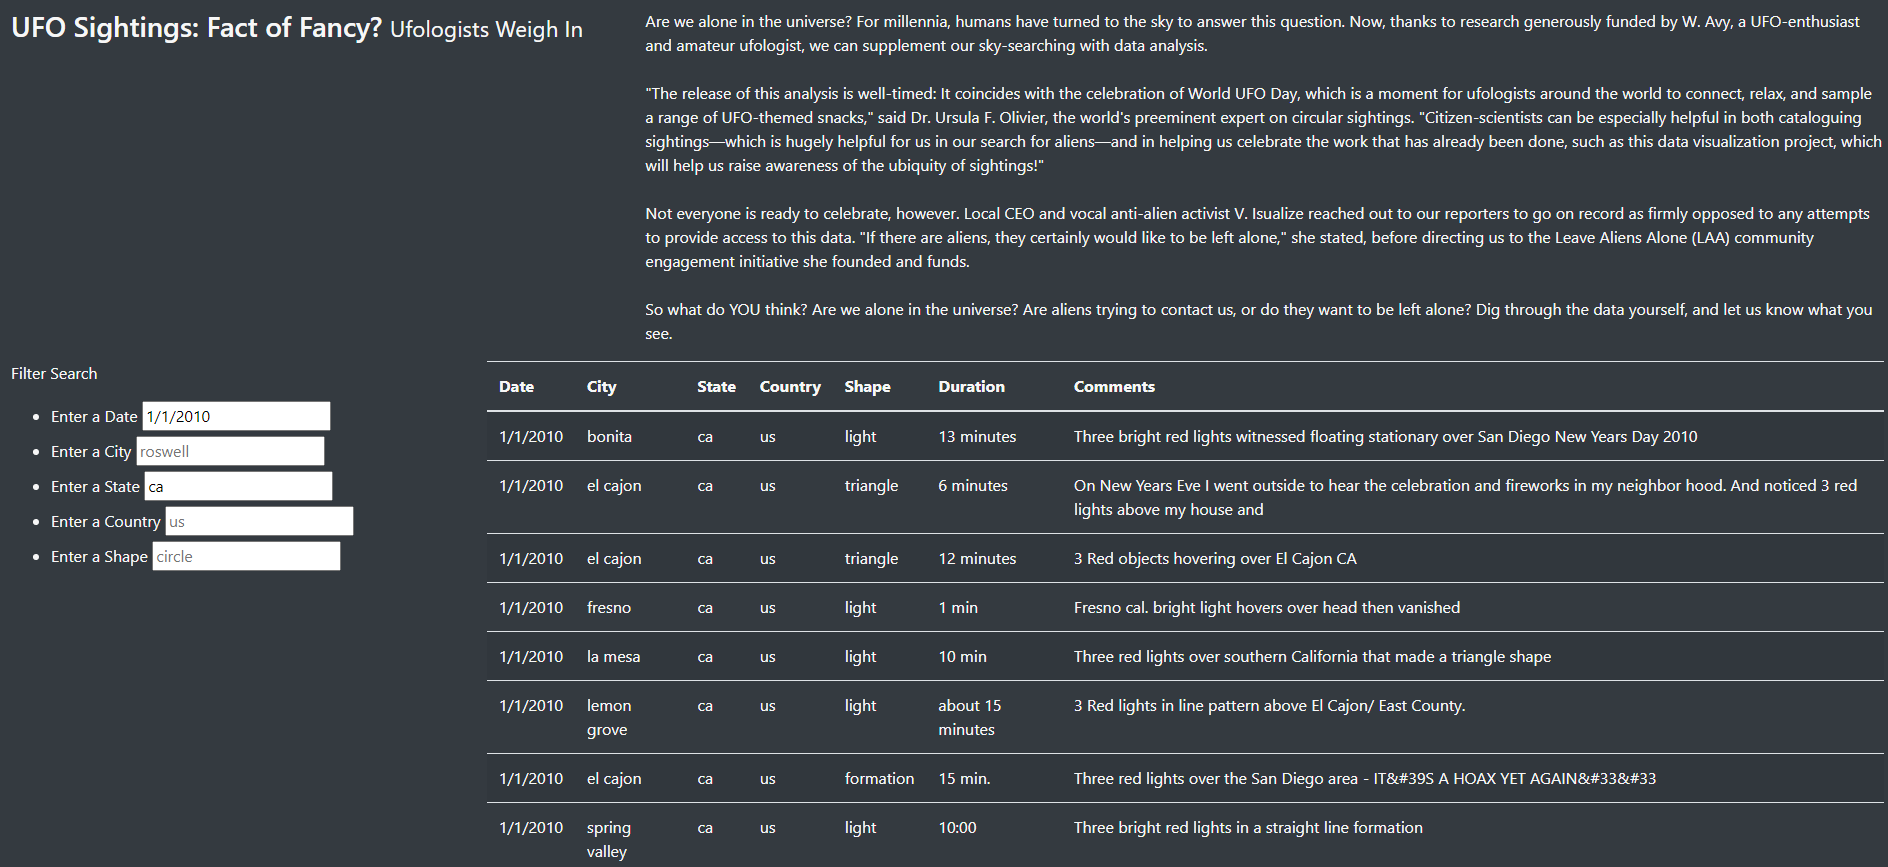 UFO Sightings: Fact of Fancy? Ufologists Weigh In
Are we alone in the universe? For millennia, humans have turned to the sky to answer this question. Now, thanks to research generously funded by W. Avy, a UFO-enthusiast
and amateur ufologist, we can supplement our sky-searching with data analysis.
"The release of this analysis is well-timed: It coincides with the celebration of World UFO Day, which is a moment for ufologists around the world to connect, relax, and sample
a range of UFO-themed snacks," said Dr. Ursula F. Olivier, the world's preeminent expert on circular sightings. "Citizen-scientists can be especially helpful in both cataloguing
sightings—which is hugely helpful for us in our search for aliens—and in helping us celebrate the work that has already been done, such as this data visualization project, which
will help us raise awareness of the ubiquity of sightings!"
Not everyone is ready to celebrate, however. Local CEO and vocal anti-alien activist V. Isualize reached out to our reporters to go on record as firmly opposed to any attempts
to provide access to this data. "If there are aliens, they certainly would like to be left alone," she stated, before directing us to the Leave Aliens Alone (LAA) community
engagement initiative she founded and funds.
So what do YOU think? Are we alone in the universe? Are aliens trying to contact us, or do they want to be left alone? Dig through the data yourself, and let us know what you
see.
Filter Search
• Enter a Date 1/1/2010
• Enter a City roswell
• Enter a State ca
• Enter a Country us
• Enter a Shape circle
Date City State Country Shape Duration Comments
1/1/2010 bonita ca us light 13 minutes Three bright red lights witnessed floating stationary over San Diego New Years Day 2010
1/1/2010 el cajon ca us triangle 6 minutes On New Years Eve I went outside to hear the celebration and fireworks in my neighbor hood. And noticed 3 red
lights above my house and
1/1/2010 el cajon ca us triangle 12 minutes 3 Red objects hovering over El Cajon CA
1/1/2010 fresno ca us light 1 min Fresno cal. bright light hovers over head then vanished
1/1/2010 la mesa ca us light 10 min Three red lights over southern California that made a triangle shape
1/1/2010 lemon ca us light about 15 3 Red lights in line pattern above El Cajon/ East County.
grove minutes
1/1/2010 el cajon ca us formation 15 min. Three red lights over the San Diego area - IT&#39S A HOAX YET AGAIN&#33&#33
1/1/2010 spring ca us light 10:00 Three bright red lights in a straight line formation
valley